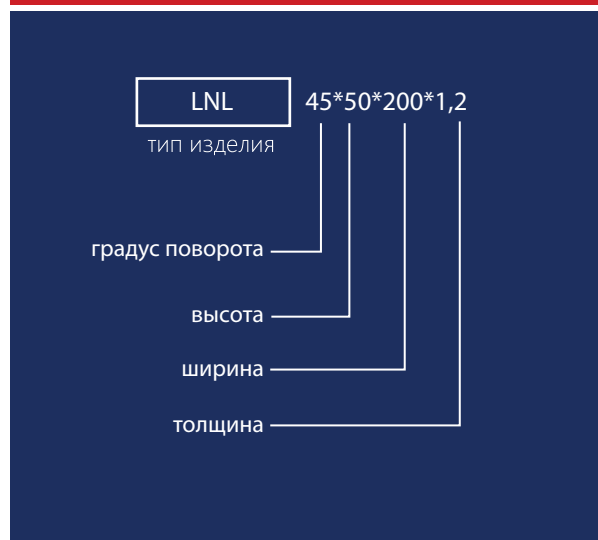 LNL 45*50*200*1,2
тип изделия
градус поворота
высота
ширина
толщина